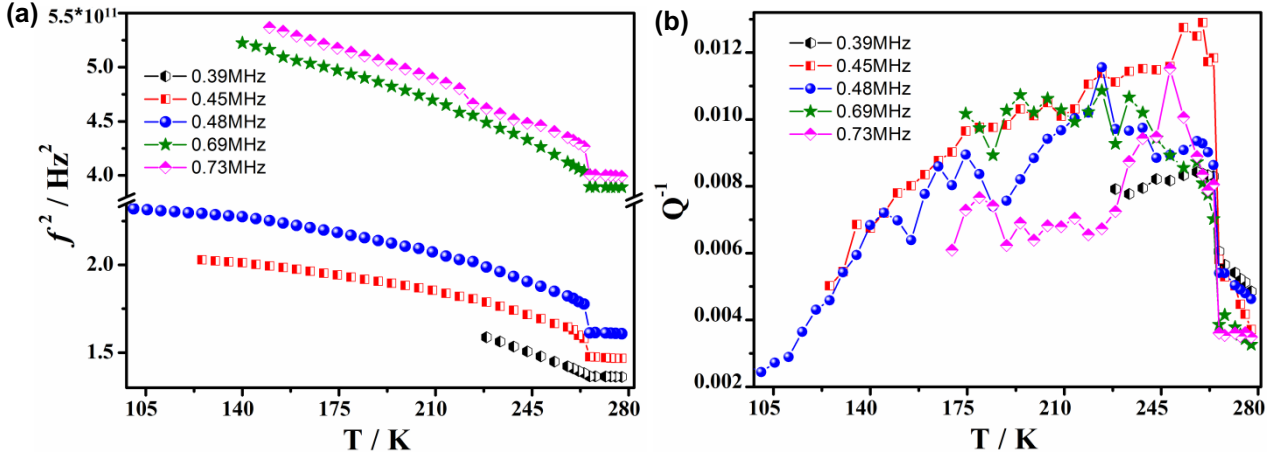 (a)
5.5*10¹¹
5.0
4.5
4.0
2.0
1.5
f ² / Hz²
0.39MHz
0.45MHz
0.48MHz
0.69MHz
0.73MHz
105 140 175 210 245 280
T / K
(b)
0.012
0.010
0.008
0.006
0.004
0.002
Q⁻¹
0.39MHz
0.45MHz
0.48MHz
0.69MHz
0.73MHz
105 140 175 210 245 280
T / K